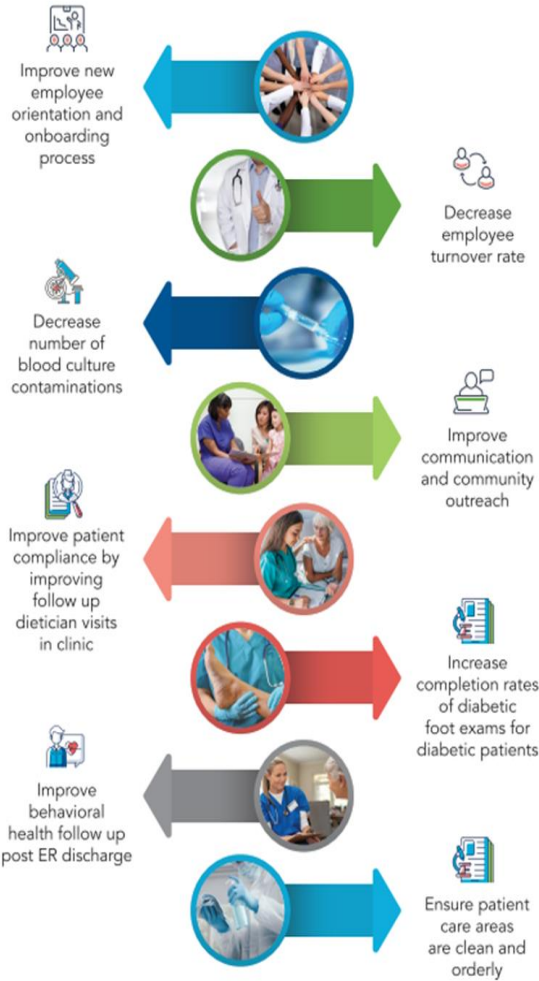 Improve new
employee
orientation and
onboarding
process
Decrease
employee
turnover rate
Decrease
number of
blood culture
contaminations
Improve
communication
and community
outreach
Improve patient
compliance by
improving
follow up
dietician visits
in clinic
Increase
completion rates
of diabetic
foot exams for
diabetic patients
Improve
behavioral
health follow up
post ER discharge
Ensure patient
care areas
are clean and
orderly